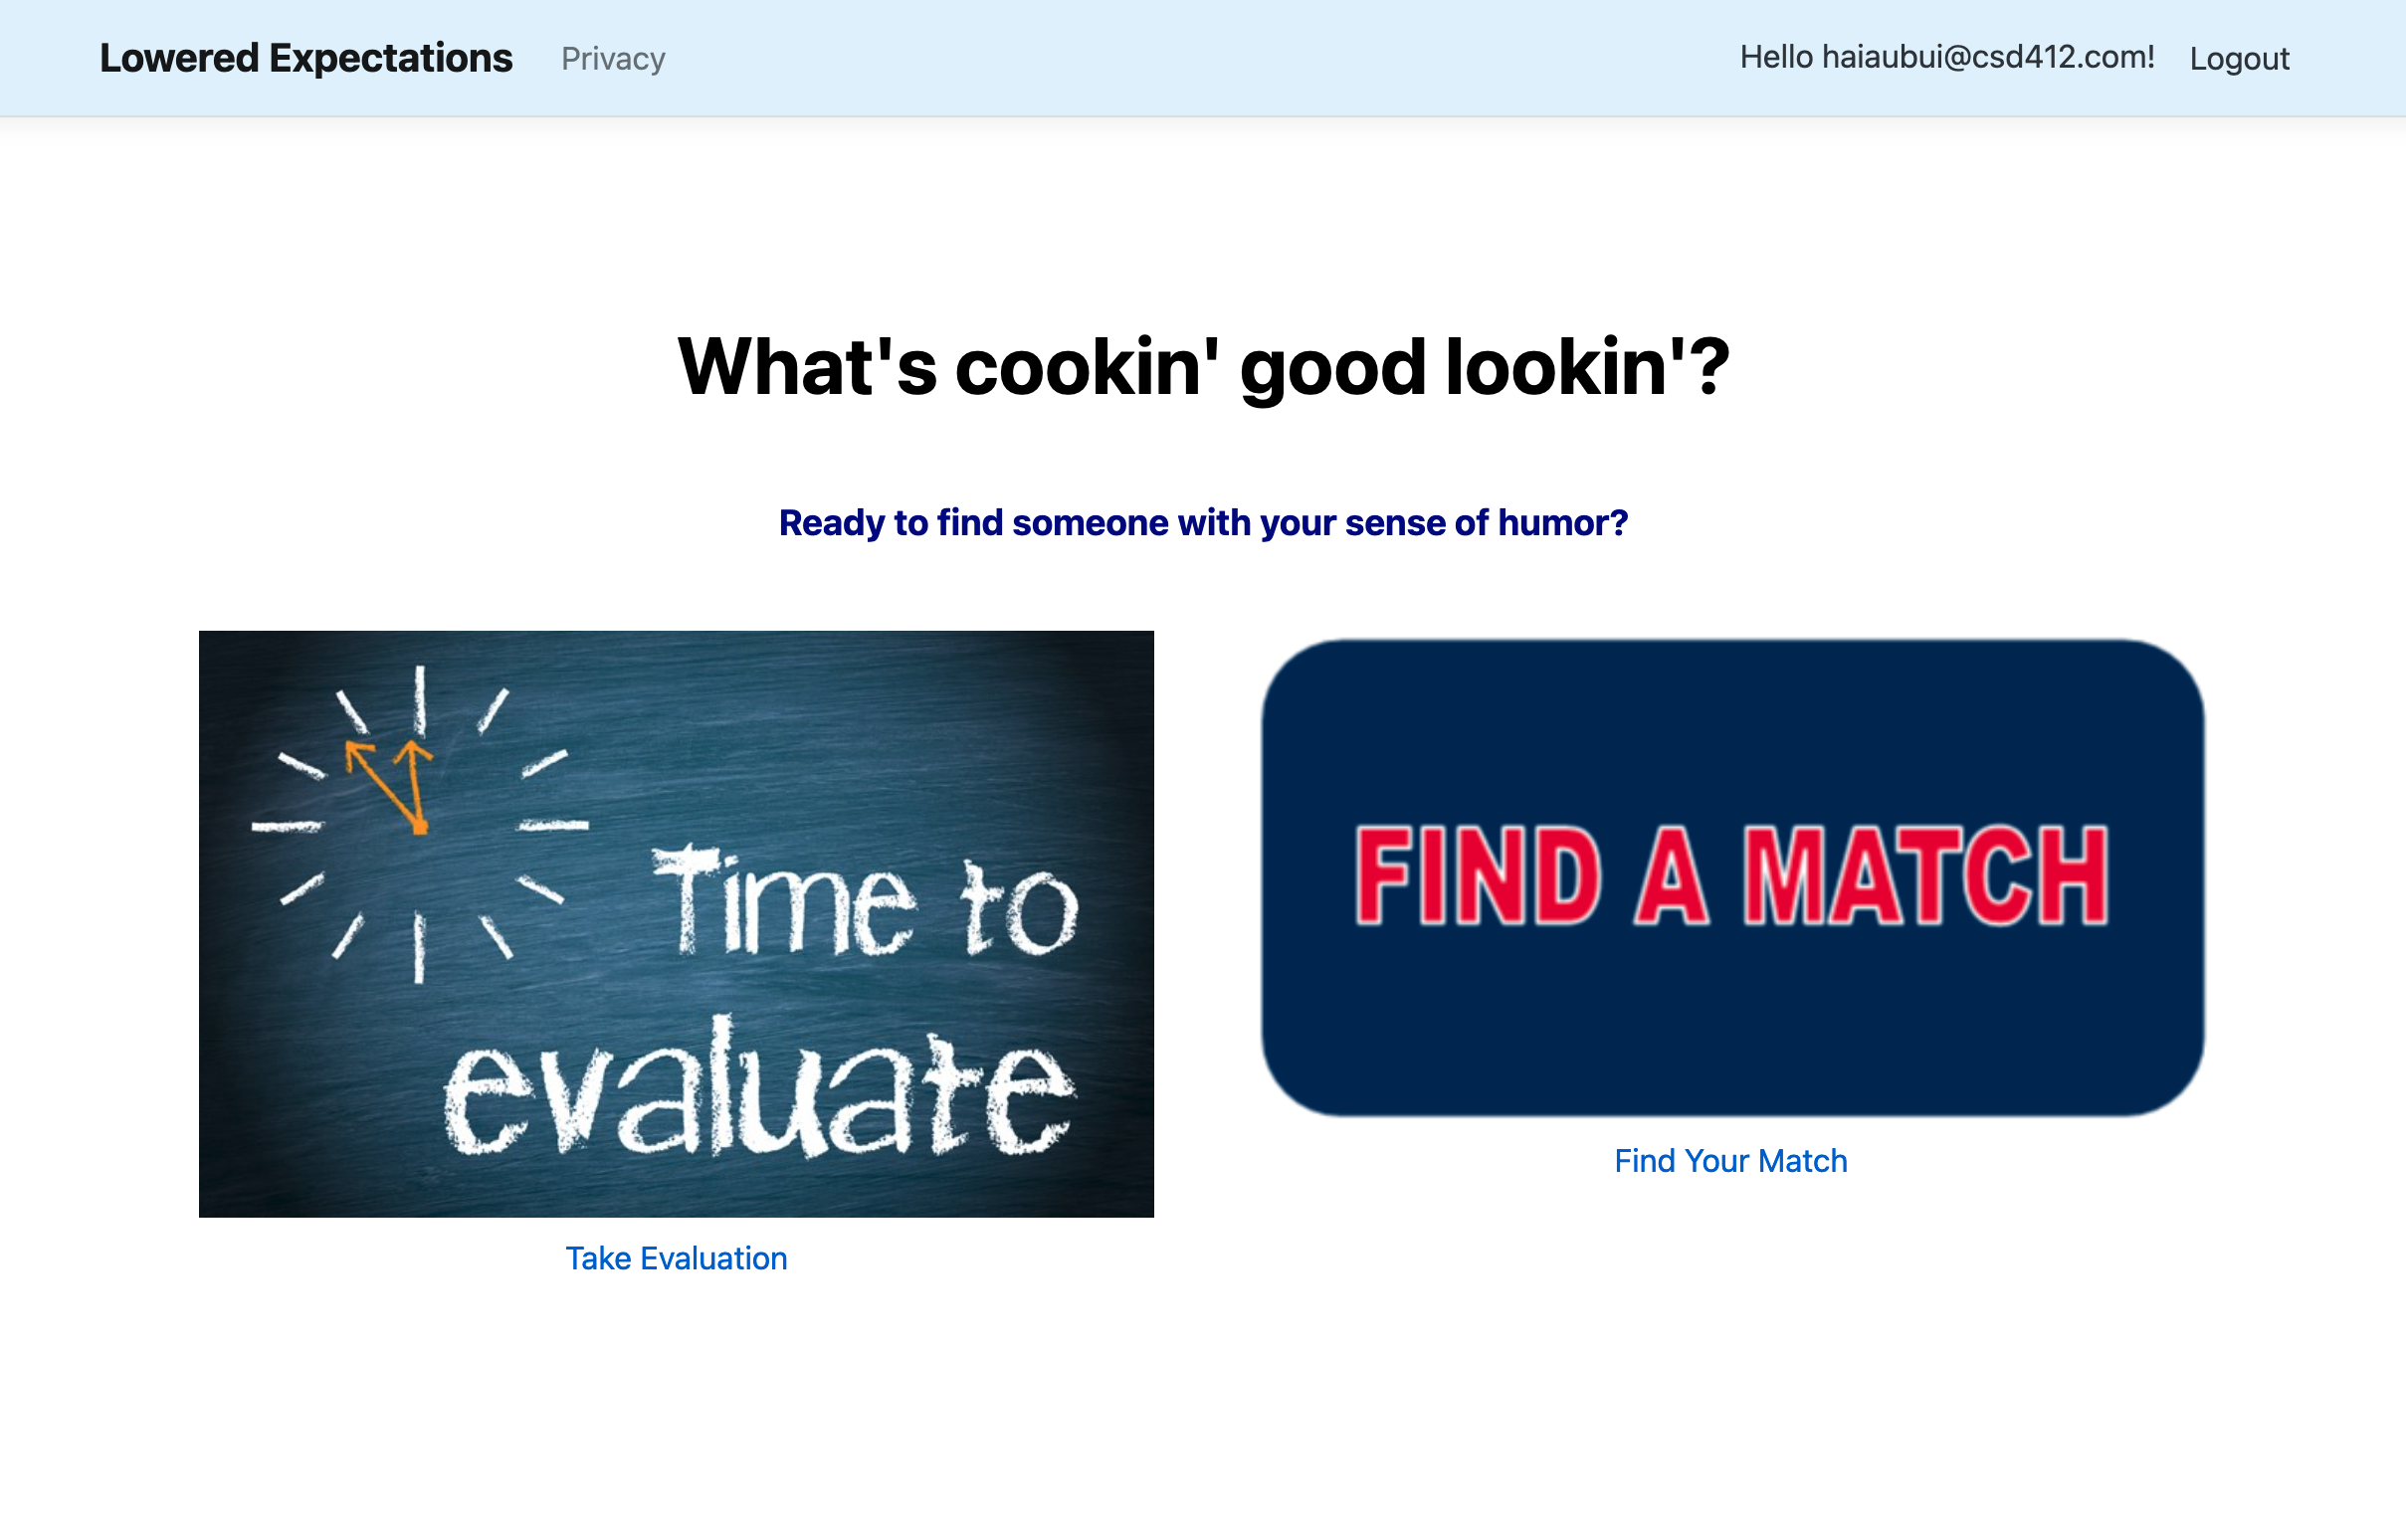 Lowered Expectations Privacy Hello haiaubui@csd412.com! Logout
What's cookin' good lookin'?
Ready to find someone with your sense of humor?
Time to
evaluate
Take Evaluation
FIND A MATCH
Find Your Match